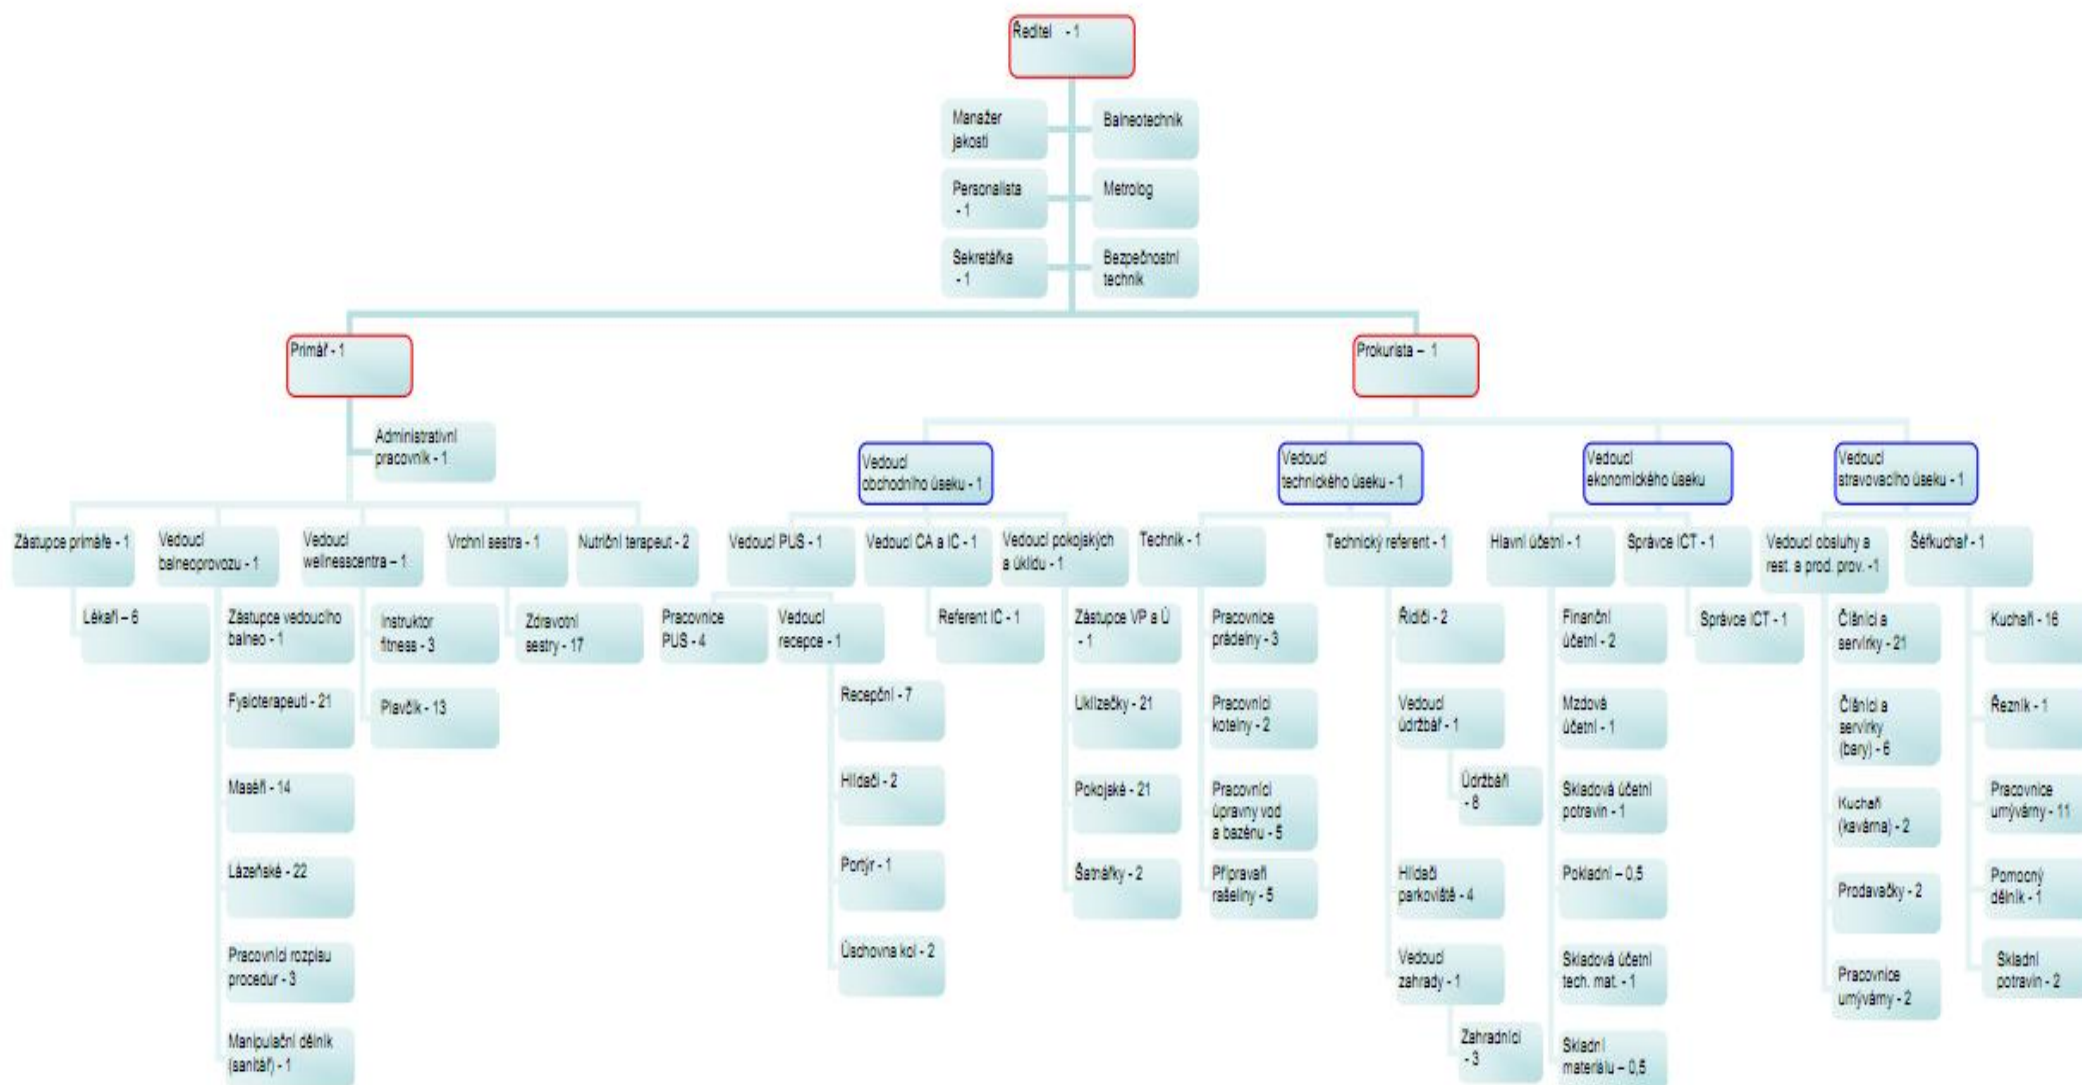 Ředitel - 1
Manažer
jakosti
Balneotechnik
Personalista
- 1
Metrolog
Sekretářka
- 1
Bezpečnostní
technik
Primář - 1
Prokurista – 1
Administrativní
pracovník - 1
Vedoucí
obchodního úseku - 1
Vedoucí
technického úseku - 1
Vedoucí
ekonomického úseku
Vedoucí
stravovacího úseku - 1
Zástupce primáře - 1
Vedoucí
balneoprovozu - 1
Vedoucí
wellnesscentra – 1
Vrchní sestra - 1
Nutriční terapeut - 2
Vedoucí PUS - 1
Vedoucí CA a IC - 1
Vedoucí pokojských
a úklidu - 1
Technik - 1
Technický referent - 1
Hlavní účetní - 1
Správce ICT - 1
Vedoucí obsluhy a
rest. a prod. prov. -1
Šéfkuchař - 1
Lékaři – 6
Zástupce vedoucího
balneo - 1
Fysioterapeuti - 21
Maséři - 14
Lázeňské - 22
Pracovníci rozpisu
procedur - 3
Manipulační dělník
(sanitář) - 1
Instruktor
fitness - 3
Plavčík - 13
Zdravotní
sestry - 17
Pracovnice
PUS - 4
Vedoucí
recepce - 1
Recepční - 7
Hlídači - 2
Portýr - 1
Úschovna kol - 2
Referent IC - 1
Zástupce VP a Ú
- 1
Uklízečky - 21
Pokojské - 21
Šatnářky - 2
Pracovnice
prádelny - 3
Pracovníci
kotelny - 2
Pracovníci
úpravny vod
a bazénu - 5
Připravaři
rašeliny - 5
Řidiči - 2
Vedoucí
údržbář - 1
Údržbáři
- 8
Hlídači
parkoviště - 4
Vedoucí
zahrady - 1
Zahradníci
- 3
Finanční
účetní - 2
Mzdová
účetní - 1
Skladová účetní
potravin - 1
Pokladní – 0,5
Skladová účetní
tech. mat. - 1
Skladní
materiálu – 0,5
Správce ICT - 1
Číšníci a
servírky - 21
Číšníci a
servírky
(bary) - 6
Kuchaři
(kavárna) - 2
Prodavačky - 2
Pracovnice
umývárny - 2
Kuchaři - 16
Řezník - 1
Pracovnice
umývárny - 11
Pomocný
dělník - 1
Skladní
potravin - 2